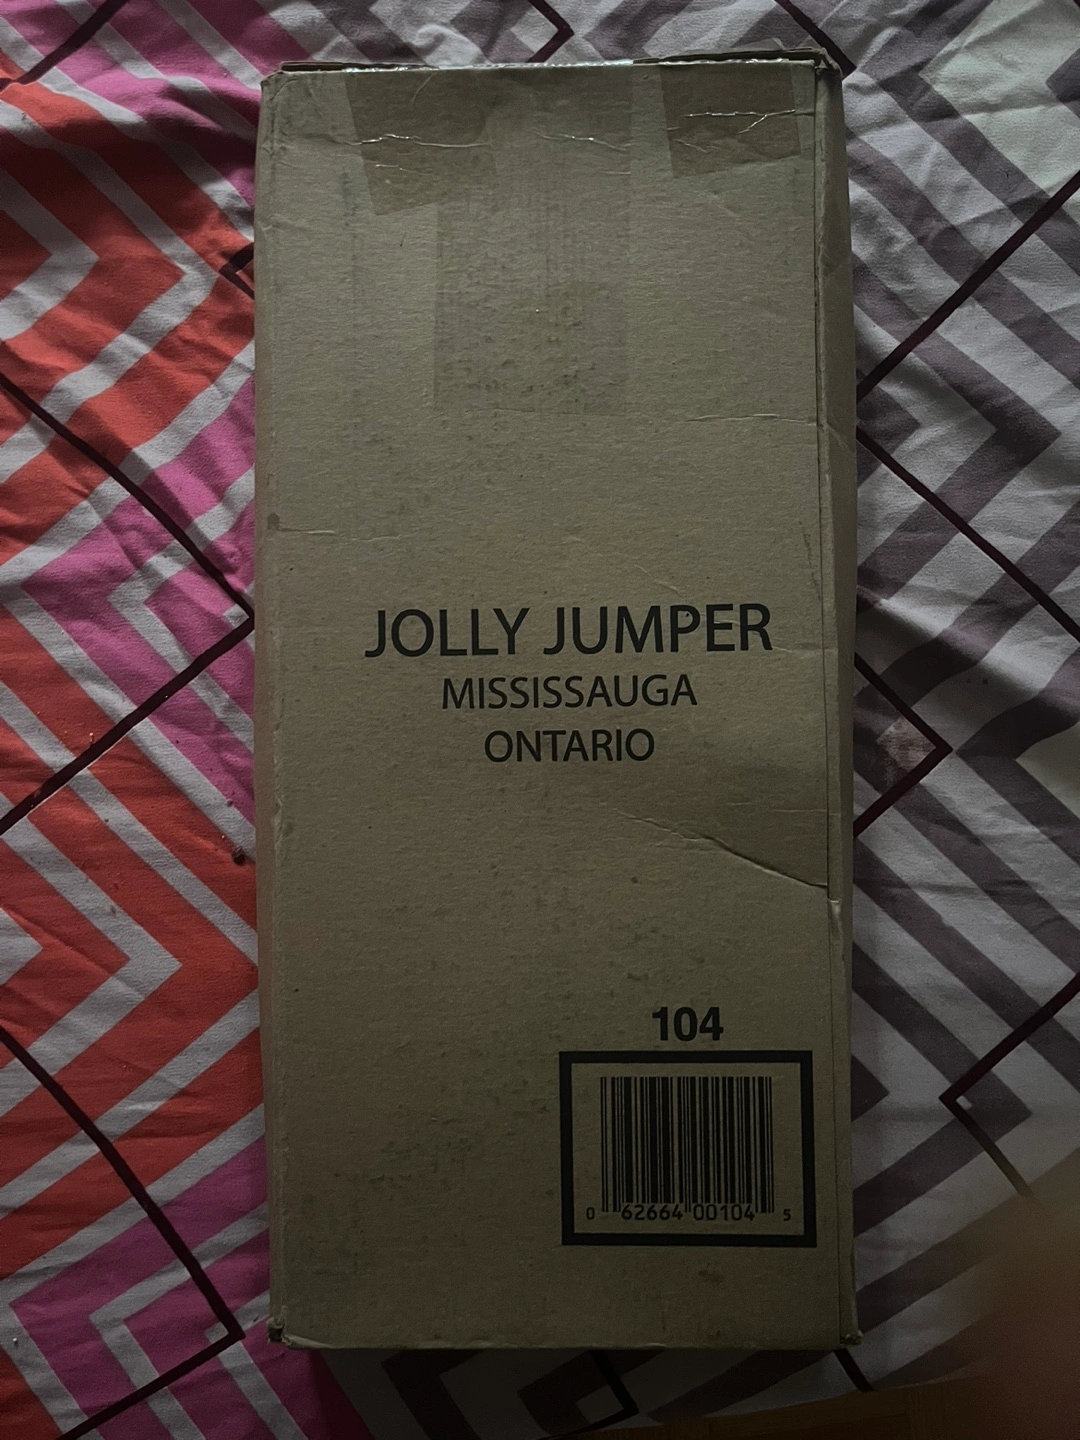 JOLLY JUMPER
MISSISSAUGA
ONTARIO
104
0 62664 00104 5